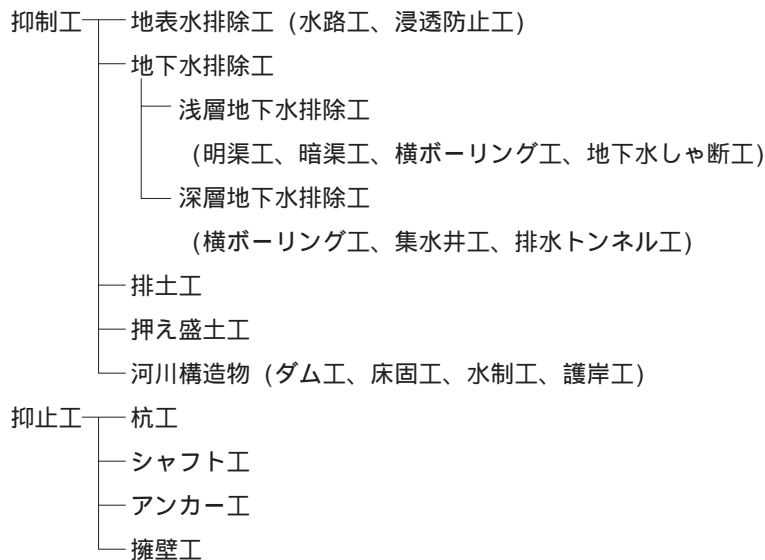 抑制工 地表水排除工 (水路工、浸透防止工)
地下水排除工
浅層地下水排除工
(明渠工、暗渠工、横ボーリング工、地下水しゃ断工)
深層地下水排除工
(横ボーリング工、集水井工、排水トンネル工)
排土工
押え盛土工
河川構造物 (ダム工、床固工、水制工、護岸工)
抑止工 杭工
シャフト工
アンカー工
擁壁工